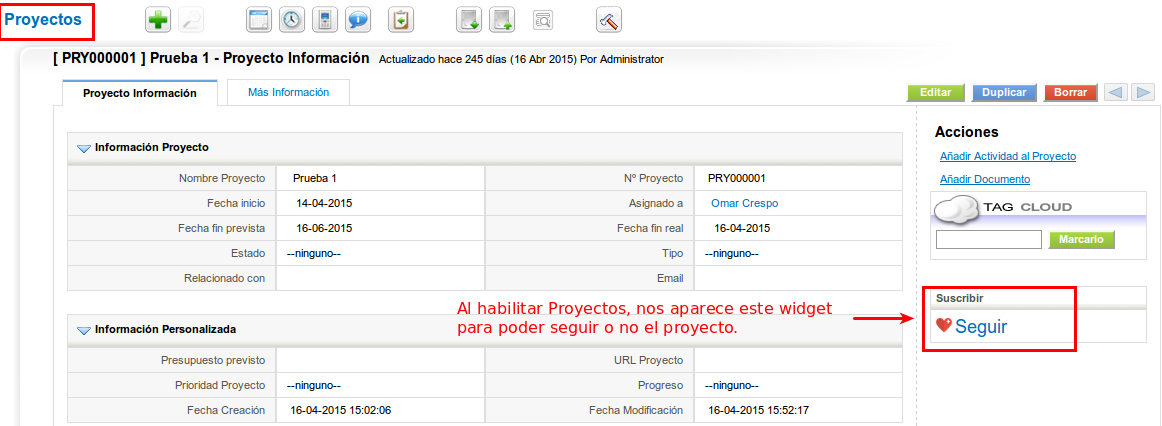 Proyectos
[ PRY000001 ] Prueba 1 - Proyecto Información Actualizado hace 245 días (16 Abr 2015) Por Administrator
Proyecto Información Más Información
Editar Duplicar Borrar
Acciones
Añadir Actividad al Proyecto
Añadir Documento
TAG CLOUD
Marcarlo
Suscribir
Seguir
Información Proyecto
Nombre Proyecto Prueba 1 Nº Proyecto PRY000001
Fecha inicio 14-04-2015 Asignado a Omar Crespo
Fecha fin prevista 16-06-2015 Fecha fin real 16-04-2015
Estado --ninguno-- Tipo --ninguno--
Relacionado con Email
Al habilitar Proyectos, nos aparece este widget
para poder seguir o no el proyecto.
Información Personalizada
Presupuesto previsto URL Proyecto
Prioridad Proyecto --ninguno-- Progreso --ninguno--
Fecha Creación 16-04-2015 15:02:06 Fecha Modificación 16-04-2015 15:52:17